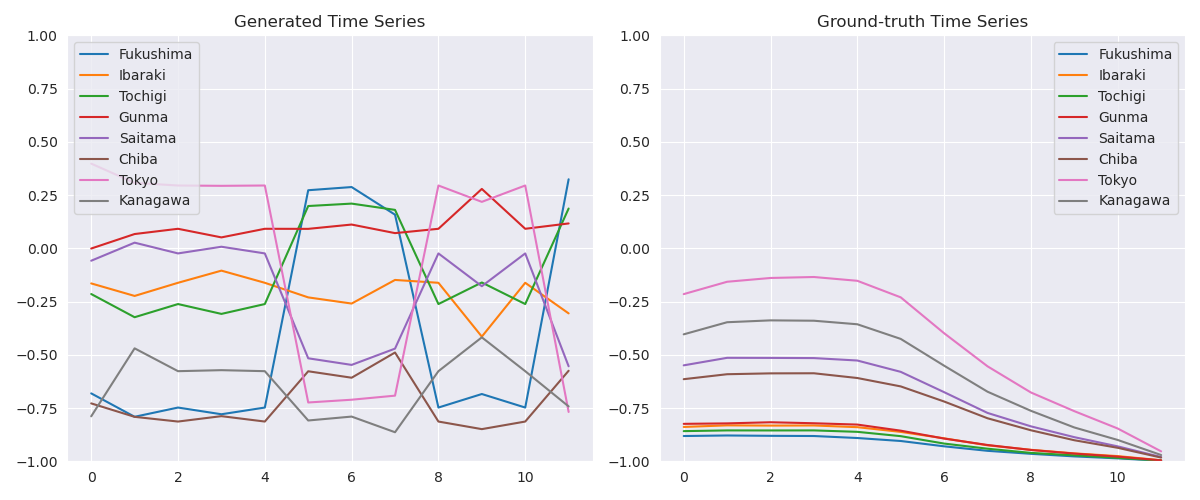 Generated Time Series
1.00
0.75
0.50
0.25
0.00
−0.25
−0.50
−0.75
−1.00
0 2 4 6 8 10
Fukushima
Ibaraki
Tochigi
Gunma
Saitama
Chiba
Tokyo
Kanagawa
Ground-truth Time Series
1.00
0.75
0.50
0.25
0.00
−0.25
−0.50
−0.75
−1.00
0 2 4 6 8 10
Fukushima
Ibaraki
Tochigi
Gunma
Saitama
Chiba
Tokyo
Kanagawa